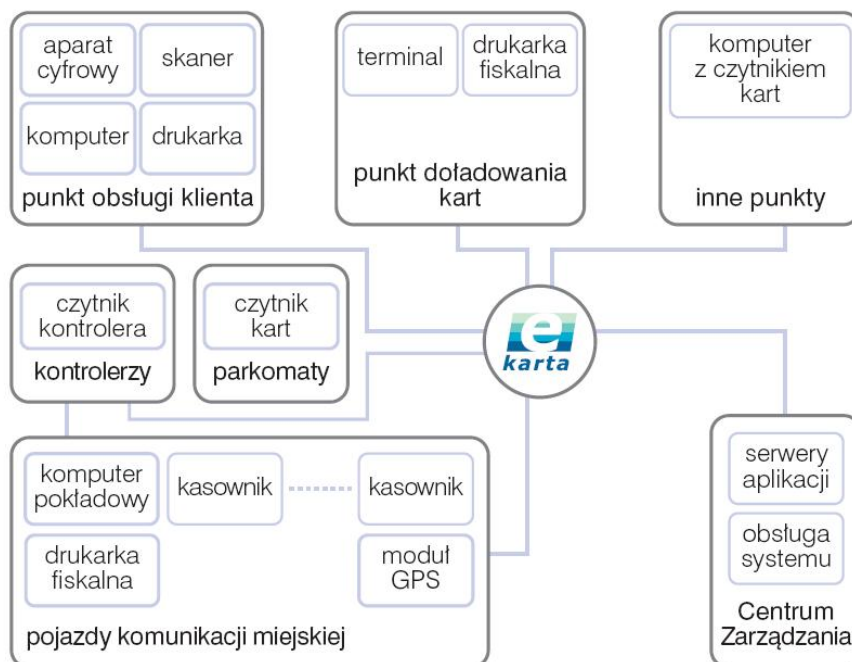 aparat
cyfrowy
skaner
komputer
drukarka
punkt obsługi klienta
terminal
drukarka
fiskalna
punkt doładowania
kart
komputer
z czytnikiem
kart
inne punkty
czytnik
kontrolera
kontrolerzy
czytnik
kart
parkomaty
e
karta
komputer
pokładowy
kasownik
kasownik
drukarka
fiskalna
moduł
GPS
pojazdy komunikacji miejskiej
serwery
aplikacji
obsługa
systemu
Centrum
Zarządzania